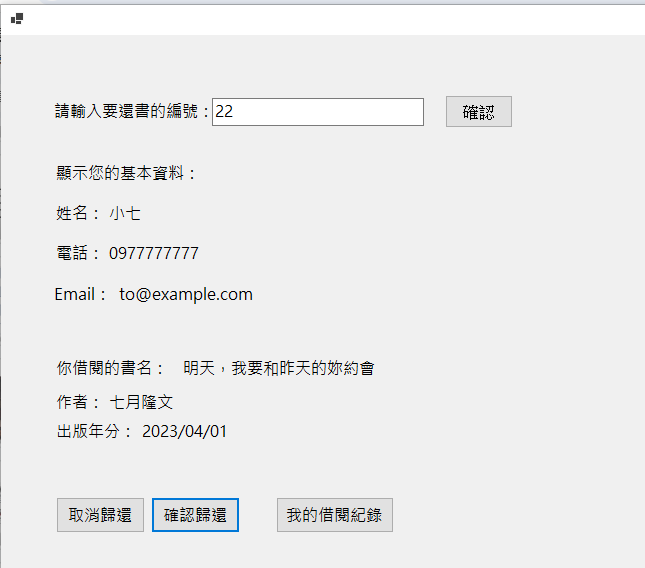 請輸入要還書的編號：22 確認
顯示您的基本資料：
姓名： 小七
電話： 0977777777
Email： to@example.com
你借閱的書名： 明天，我要和昨天的妳約會
作者： 七月隆文
出版年分： 2023/04/01
取消歸還 確認歸還 我的借閱紀錄